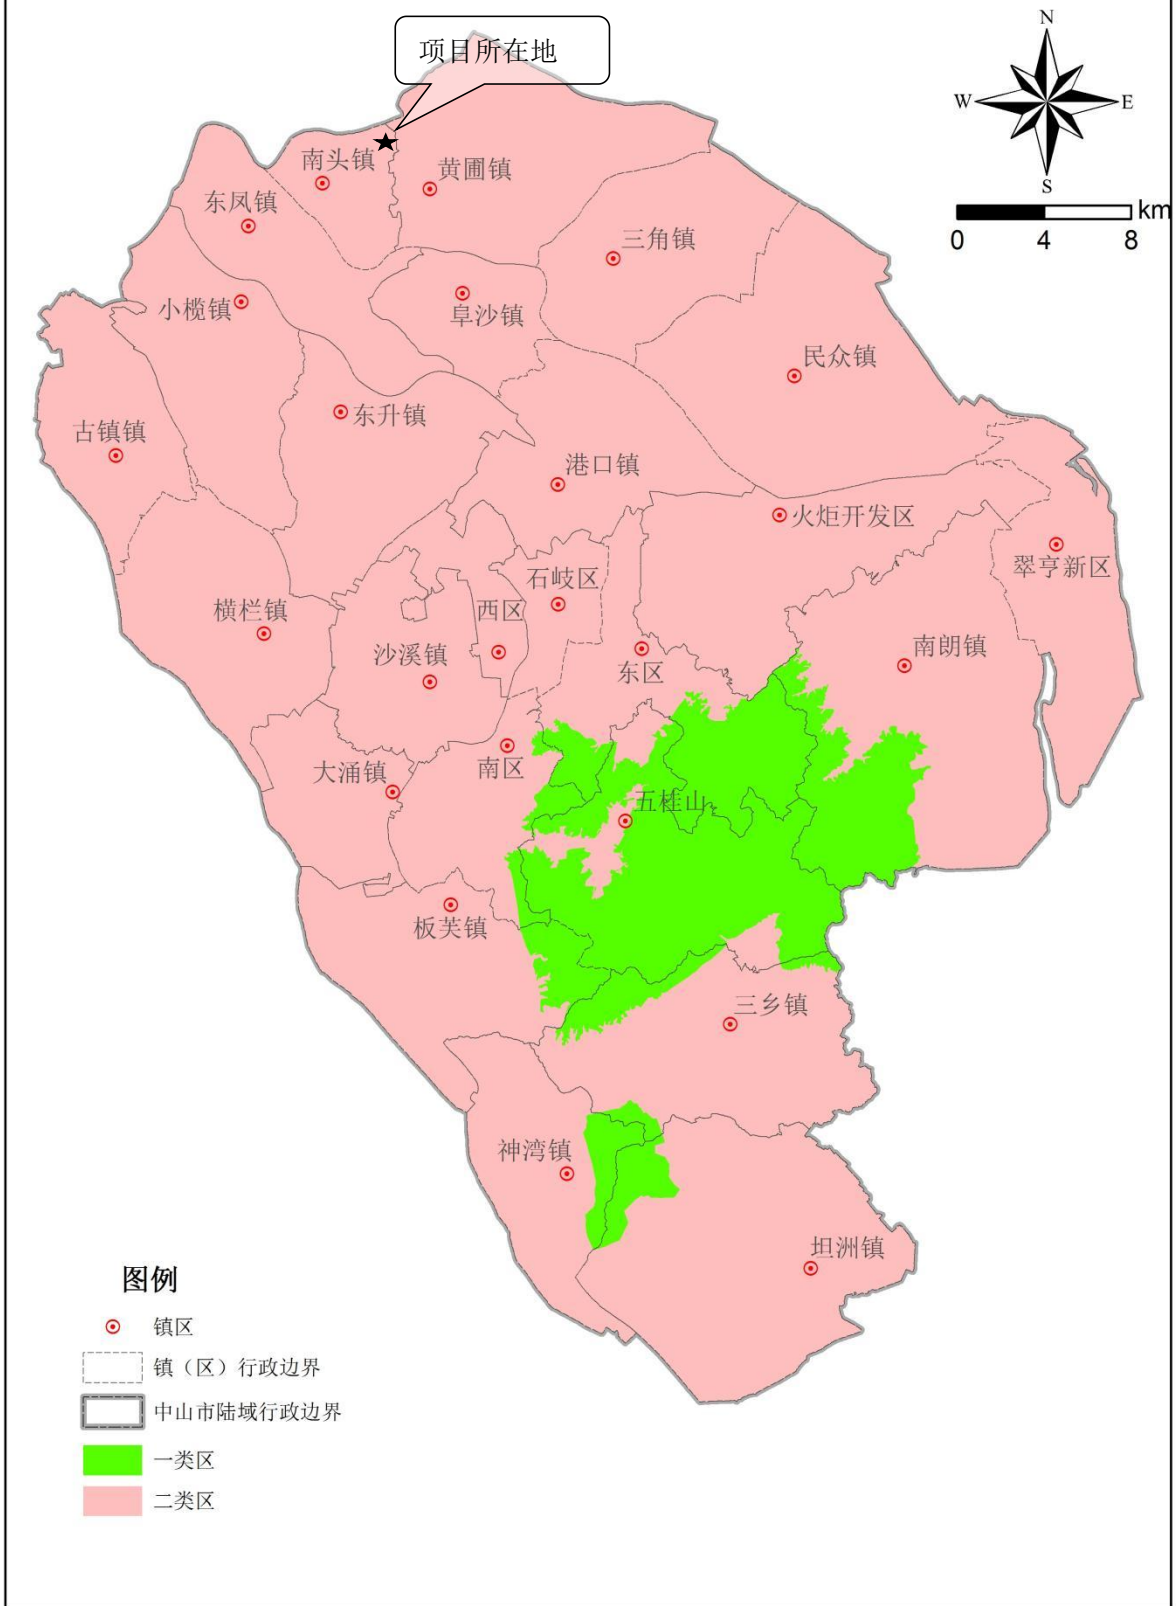 项目所在地
N
W
E
S
km
0
4
8
南头镇
黄圃镇
东凤镇
三角镇
小榄镇
阜沙镇
民众镇
古镇镇
东升镇
港口镇
火炬开发区
翠亨新区
石岐区
西区
横栏镇
沙溪镇
东区
南朗镇
南区
大涌镇
五桂山
板芙镇
三乡镇
神湾镇
坦洲镇
图例
镇区
镇（区）行政边界
中山市陆域行政边界
一类区
二类区